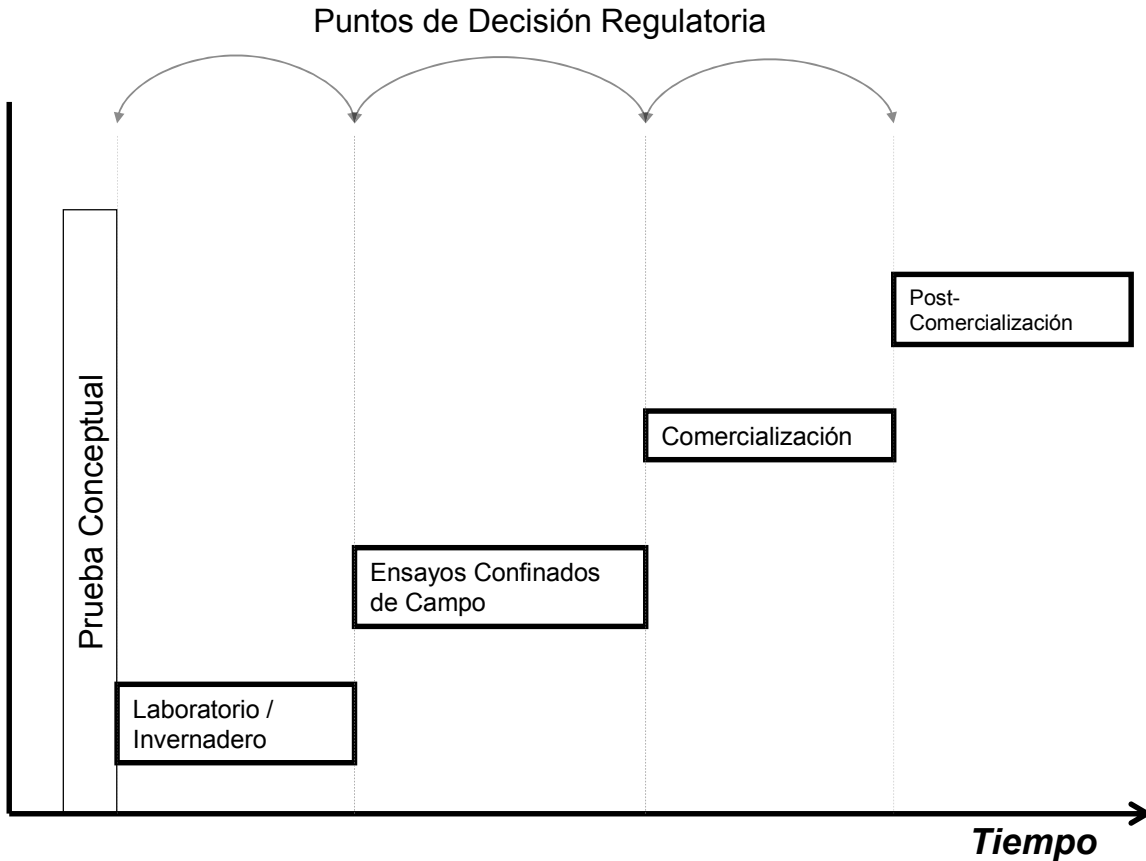 Puntos de Decisión Regulatoria
Post-
Comercialización
Comercialización
Prueba Conceptual
Ensayos Confinados
de Campo
Laboratorio /
Invernadero
Tiempo